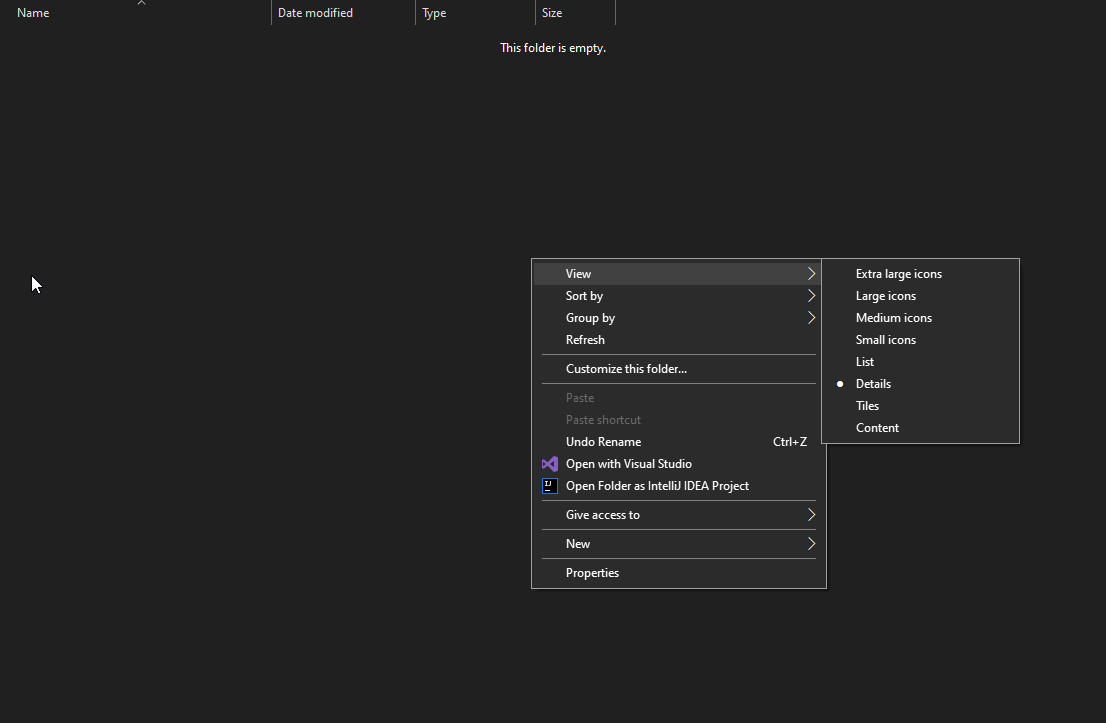 Name Date modified Type Size
This folder is empty.
View
Sort by
Group by
Refresh
Customize this folder...
Paste
Paste shortcut
Undo Rename Ctrl+Z
Open with Visual Studio
IJ Open Folder as IntelliJ IDEA Project
Give access to
New
Properties
Extra large icons
Large icons
Medium icons
Small icons
List
Details
Tiles
Content